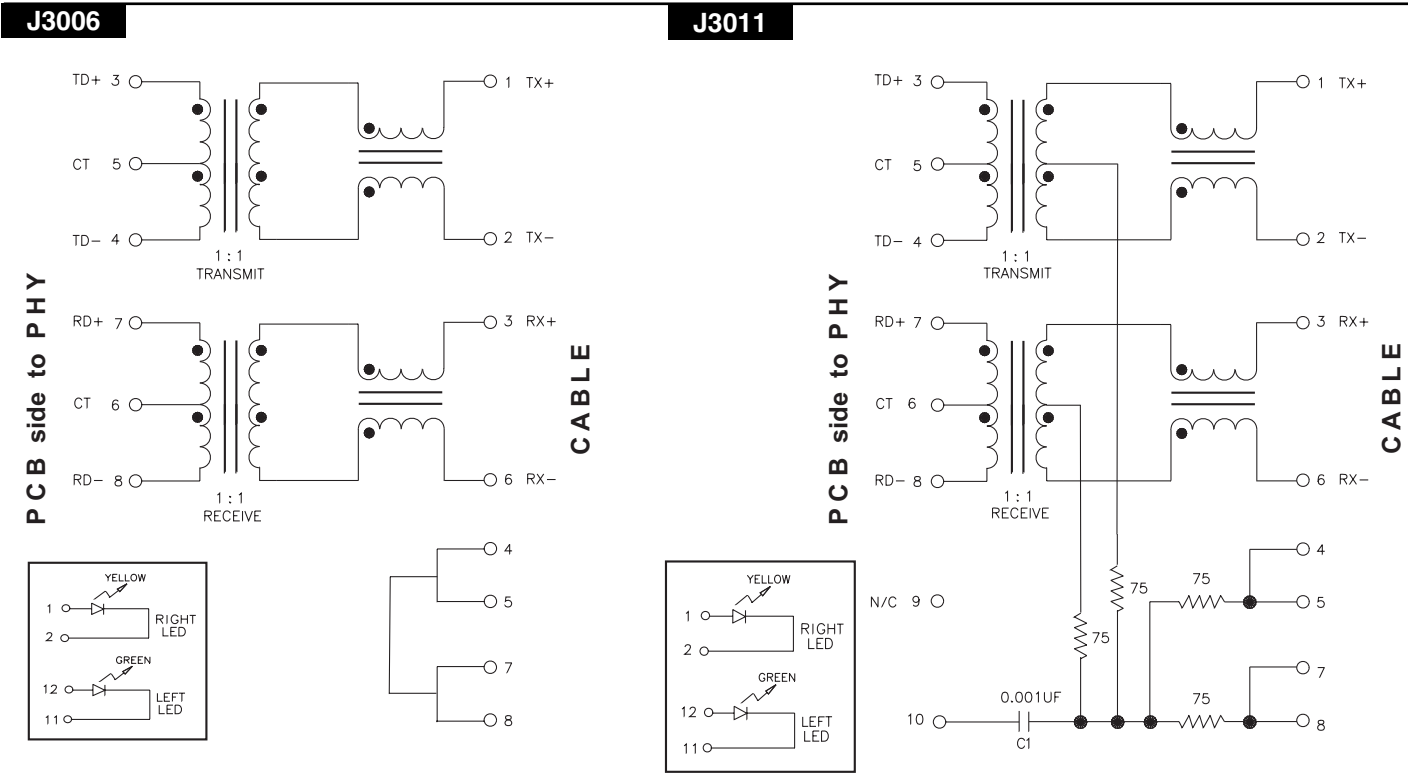 J3006
TD+ 3
1 TX+
CT 5
TD- 4
2 TX-
1 : 1
TRANSMIT
PCB side to PHY
RD+ 7
3 RX+
CT 6
CABLE
RD- 8
6 RX-
1 : 1
RECEIVE
4
5
7
8
YELLOW
1
2
RIGHT
LED
GREEN
12
11
LEFT
LED
J3011
TD+ 3
1 TX+
CT 5
TD- 4
2 TX-
1 : 1
TRANSMIT
PCB side to PHY
RD+ 7
3 RX+
CT 6
CABLE
RD- 8
6 RX-
1 : 1
RECEIVE
4
75
75
N/C 9
5
75
7
0.001UF
75
10
8
C1
YELLOW
1
2
RIGHT
LED
GREEN
12
11
LEFT
LED